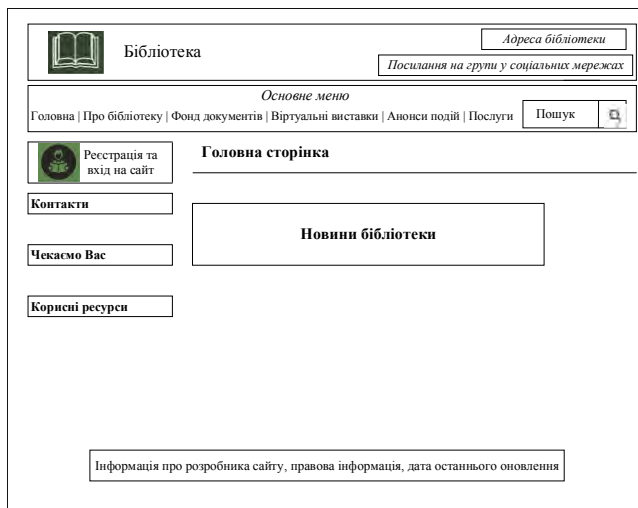 Бібліотека
Адреса бібліотеки
Посилання на групи у соціальних мережах
Основне меню
Головна | Про бібліотеку | Фонд документів | Віртуальні виставки | Анонси подій | Послуги
Пошук
Реєстрація та
вхід на сайт
Головна сторінка
Контакти
Новини бібліотеки
Чекаємо Вас
Корисні ресурси
Інформація про розробника сайту, правова інформація, дата останнього оновлення